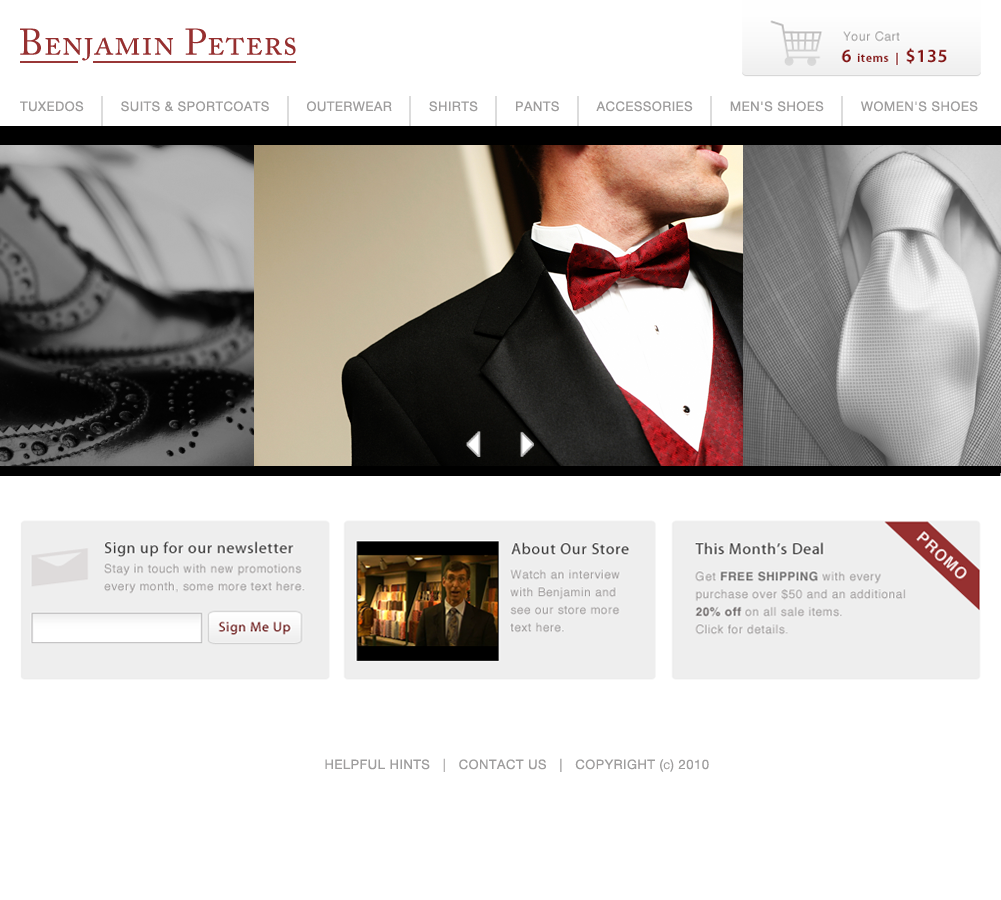 BENJAMIN PETERS
Your Cart
6 items | $135
TUXEDOS
SUITS & SPORTCOATS
OUTERWEAR
SHIRTS
PANTS
ACCESSORIES
MEN'S SHOES
WOMEN'S SHOES
Sign up for our newsletter
Stay in touch with new promotions
every month, some more text here.
Sign Me Up
About Our Store
Watch an interview
with Benjamin and
see our store more
text here.
This Month's Deal
Get FREE SHIPPING with every
purchase over $50 and an additional
20% off on all sale items.
Click for details.
PROMO
HELPFUL HINTS | CONTACT US | COPYRIGHT (c) 2010